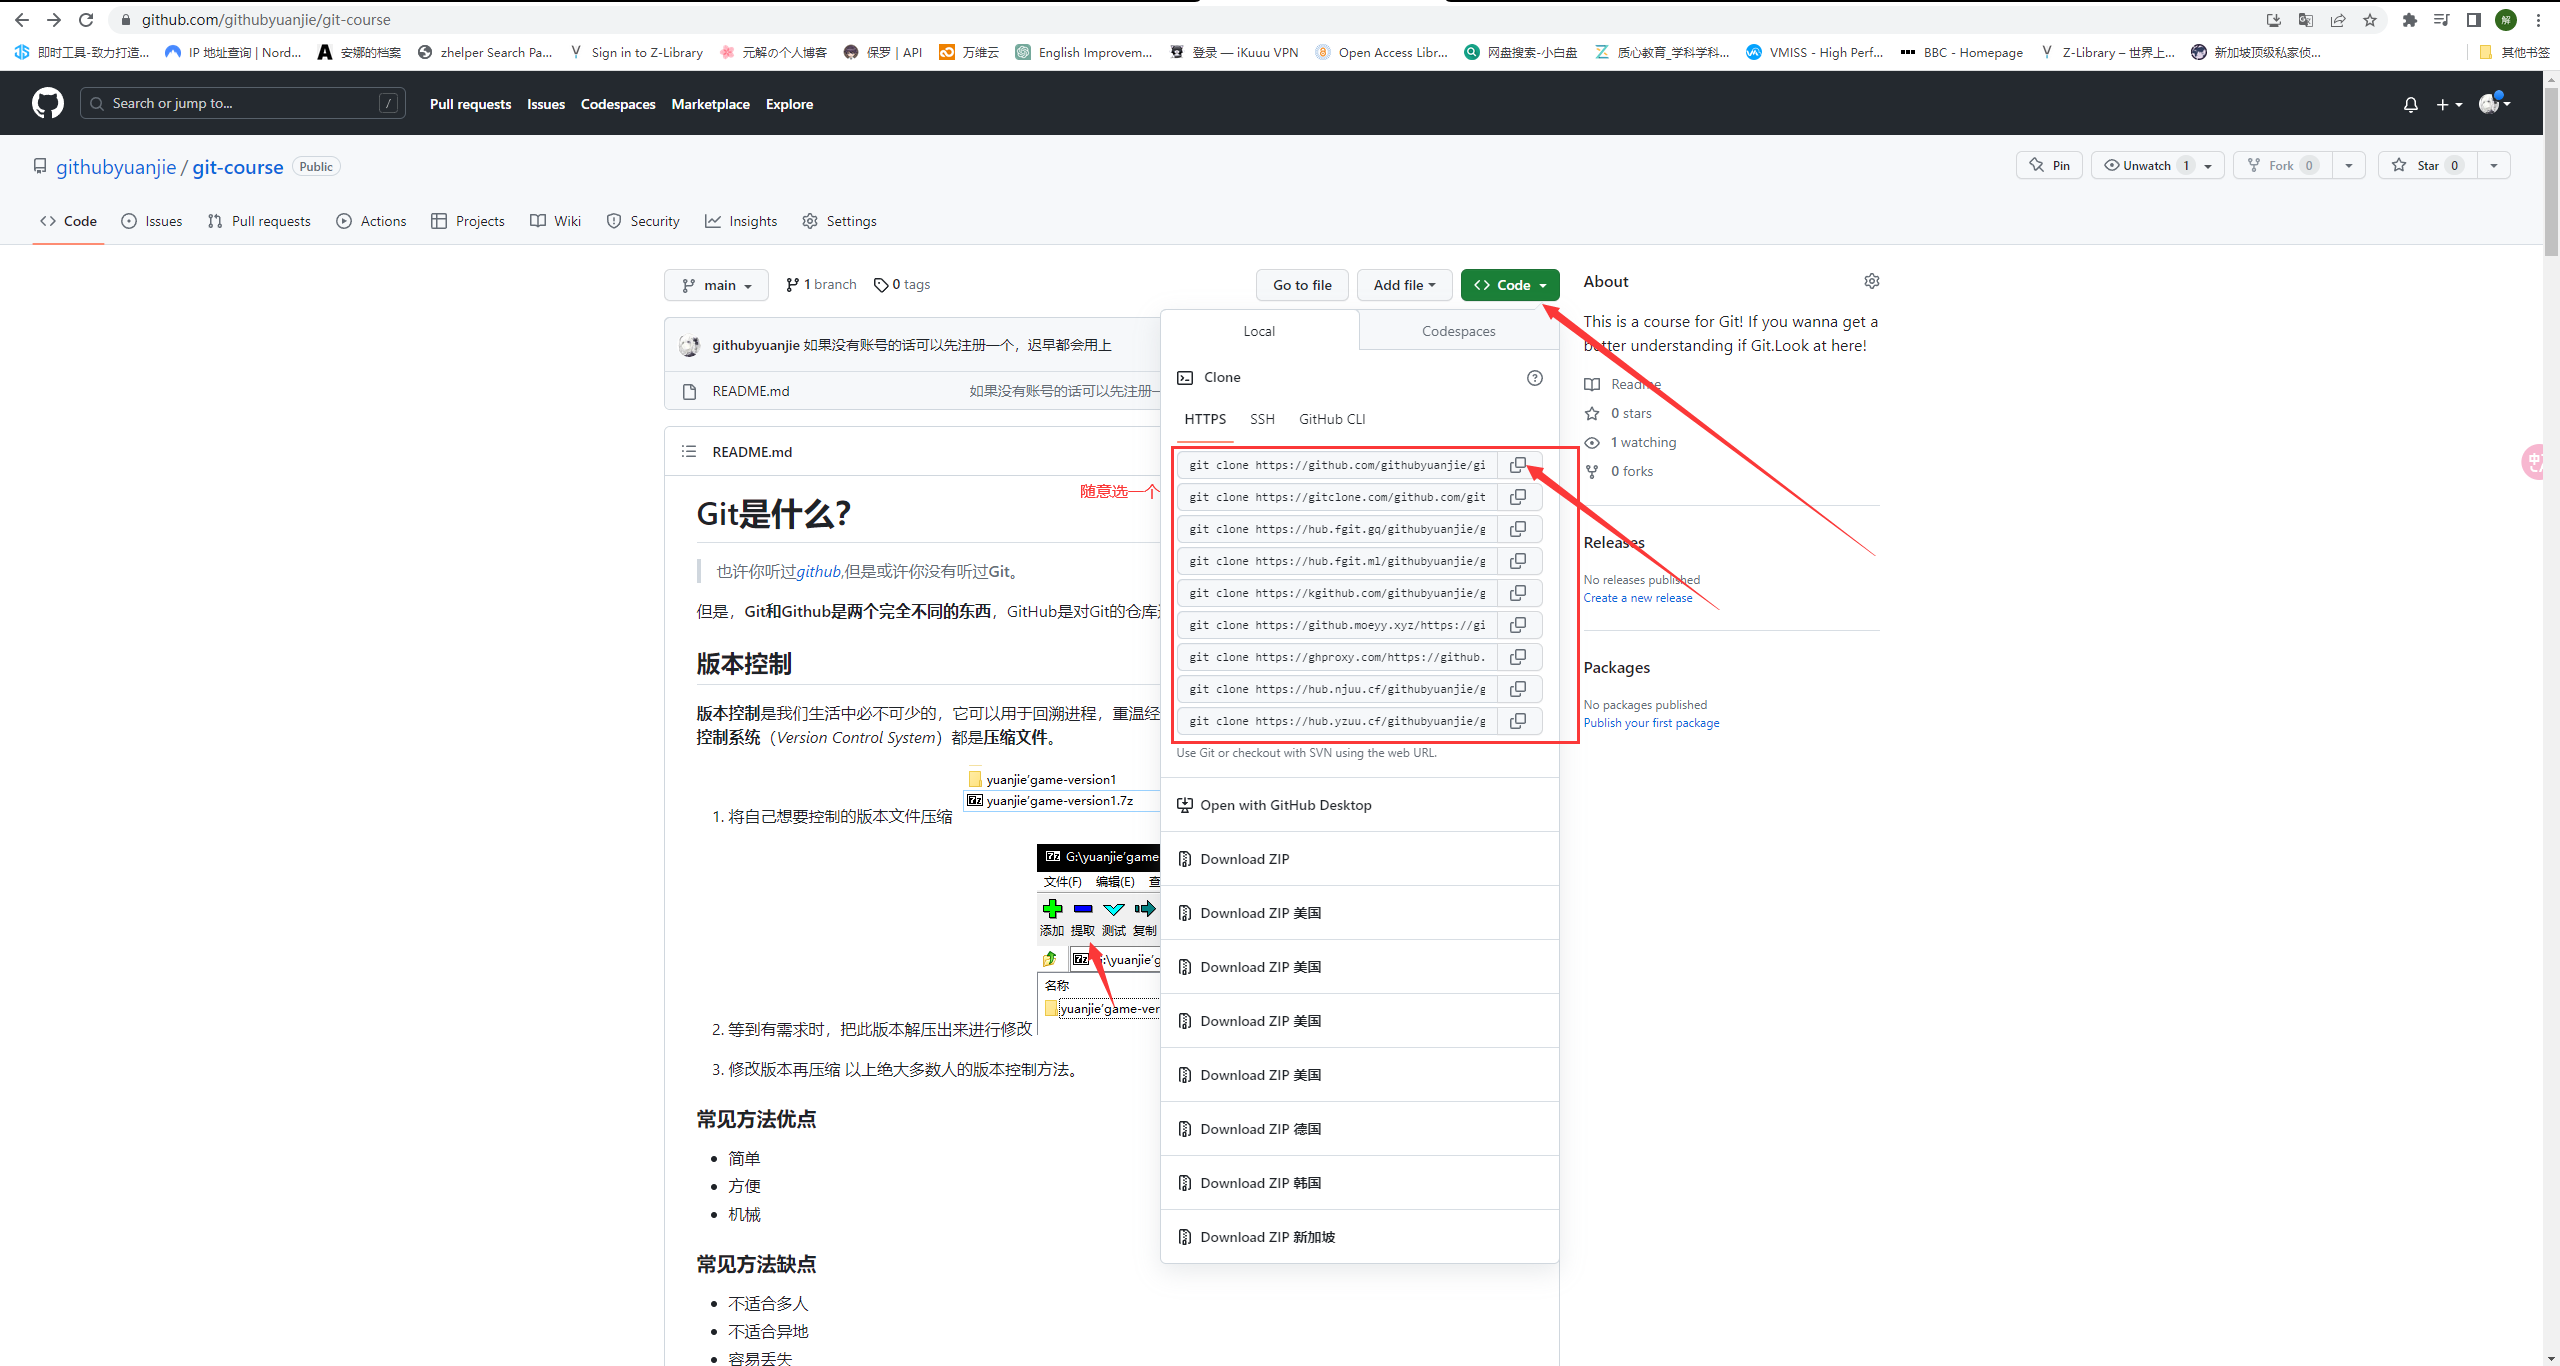 github.com/githubyuanjie/git-course
即时工具-致力打造...
IP 地址查询 | Nord...
安娜的档案
zhelper Search Pa...
Sign in to Z-Library
元解の个人博客
保罗 | API
万维云
English Improvem...
登录 — iKuuu VPN
Open Access Libr...
网盘搜索-小白盘
质心教育_学科学科...
VMISS - High Perf...
BBC - Homepage
Z-Library – 世界上...
新加坡顶级私家侦...
其他书签
解
Search or jump to...
/
Pull requests
Issues
Codespaces
Marketplace
Explore
githubyuanjie / git-course Public
Pin
Unwatch 1
Fork 0
Star 0
Code
Issues
Pull requests
Actions
Projects
Wiki
Security
Insights
Settings
main
1 branch
0 tags
Go to file
Add file
Code
githubyuanjie 如果没有账号的话可以先注册一个，迟早都会用上
README.md
如果没有账号的话可以先注册一
README.md
随意选一个
Git是什么？
也许你听过github,但是或许你没有听过Git。
但是，Git和Github是两个完全不同的东西，GitHub是对Git的仓库
版本控制
版本控制是我们生活中必不可少的，它可以用于回溯进程，重温经
控制系统（Version Control System）都是压缩文件。
yuanjie'game-version1
yuanjie'game-version1.7z
1. 将自己想要控制的版本文件压缩
G:\yuanjie'game
文件(F) 编辑(E) 查
添加 提取 测试 复制
:\yuanjie'g
名称
yuanjie'game-ver
2. 等到有需求时，把此版本解压出来进行修改
3. 修改版本再压缩 以上绝大多数人的版本控制方法。
常见方法优点
简单
方便
机械
常见方法缺点
不适合多人
不适合异地
容易丢失
Local
Codespaces
Clone
HTTPS
SSH
GitHub CLI
git clone https://github.com/githubyuanjie/gi
git clone https://gitclone.com/github.com/git
git clone https://hub.fgit.gq/githubyuanjie/g
git clone https://hub.fgit.ml/githubyuanjie/g
git clone https://kgithub.com/githubyuanjie/g
git clone https://github.moeyy.xyz/https://gi
git clone https://ghproxy.com/https://github.
git clone https://hub.njuu.cf/githubyuanjie/g
git clone https://hub.yzuu.cf/githubyuanjie/g
Use Git or checkout with SVN using the web URL.
Open with GitHub Desktop
Download ZIP
Download ZIP 美国
Download ZIP 美国
Download ZIP 美国
Download ZIP 美国
Download ZIP 德国
Download ZIP 韩国
Download ZIP 新加坡
About
This is a course for Git! If you wanna get a
better understanding if Git.Look at here!
Readme
0 stars
1 watching
0 forks
Releases
No releases published
Create a new release
Packages
No packages published
Publish your first package